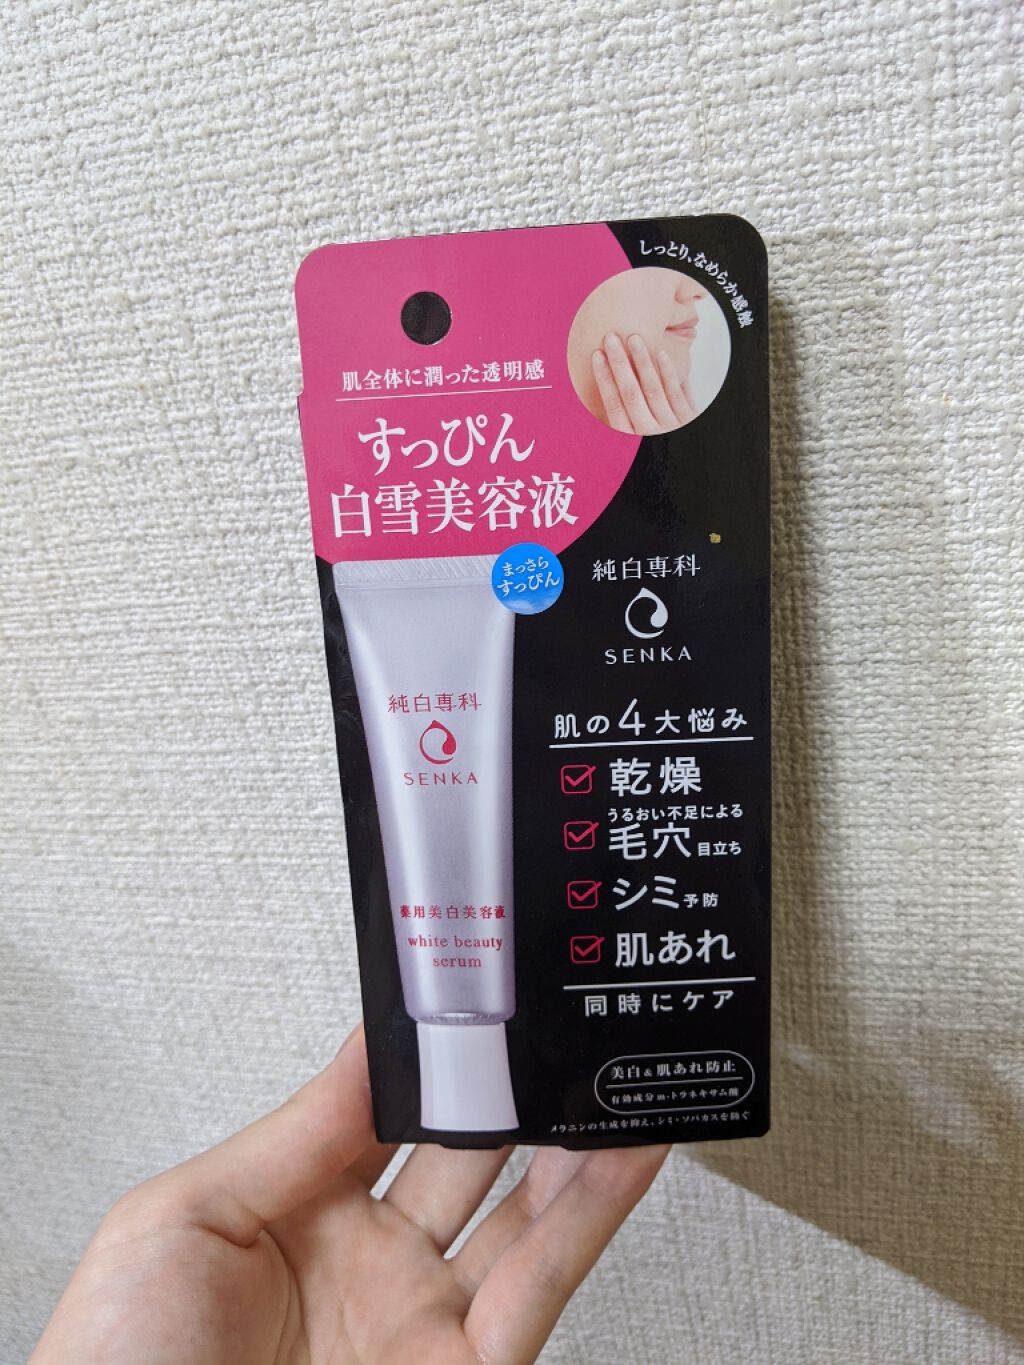 しっとり、なめらか感触
肌全体に潤った透明感
すっぴん
白雪美容液
まっさら
すっぴん
純白専科
SENKA
純白専科
SENKA
薬用美白美容液
white beauty
serum
肌の4大悩み
乾燥
うるおい不足による
毛穴目立ち
シミ予防
肌あれ
同時にケア
美白&肌あれ防止
有効成分m-トラネキサム酸
メラニンの生成を抑え、シミ・ソバカスを防ぐ